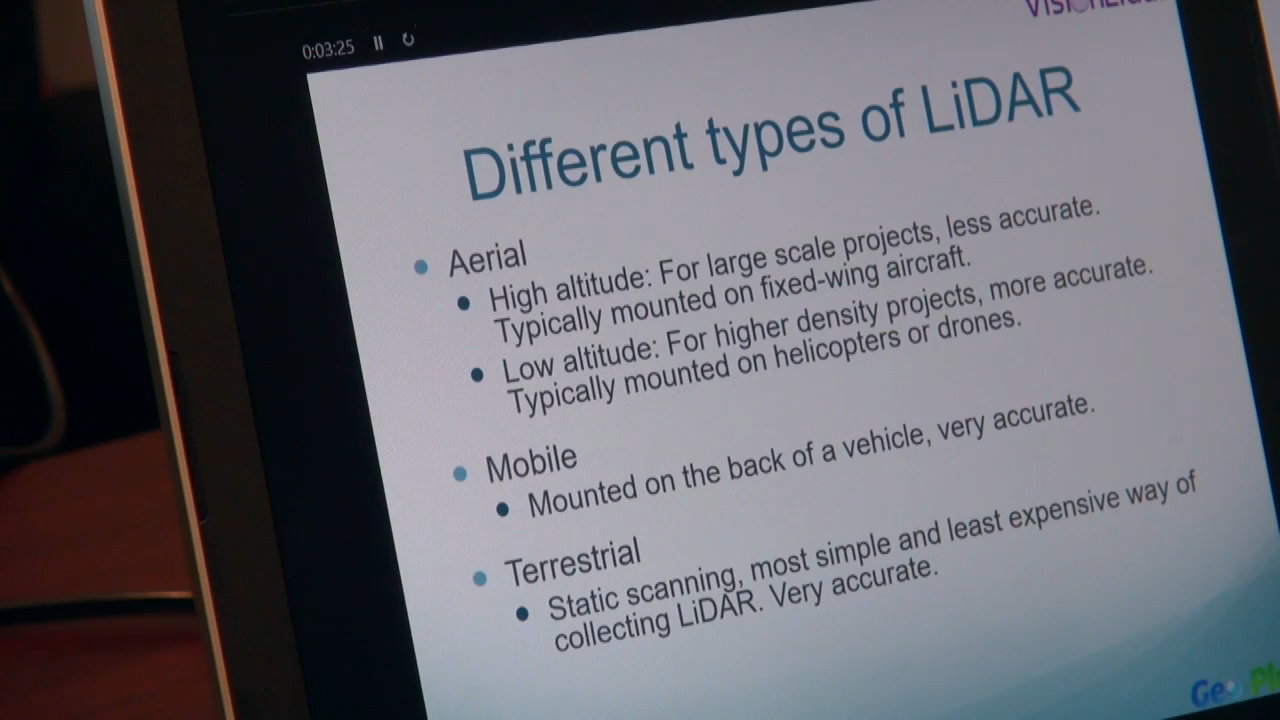 0:03:25
Different types of LiDAR
Aerial
High altitude: For large scale projects, less accurate.
Typically mounted on fixed-wing aircraft.
Low altitude: For higher density projects, more accurate.
Typically mounted on helicopters or drones.
Mobile
Mounted on the back of a vehicle, very accurate.
Terrestrial
Static scanning, most simple and least expensive way of
collecting LiDAR. Very accurate.